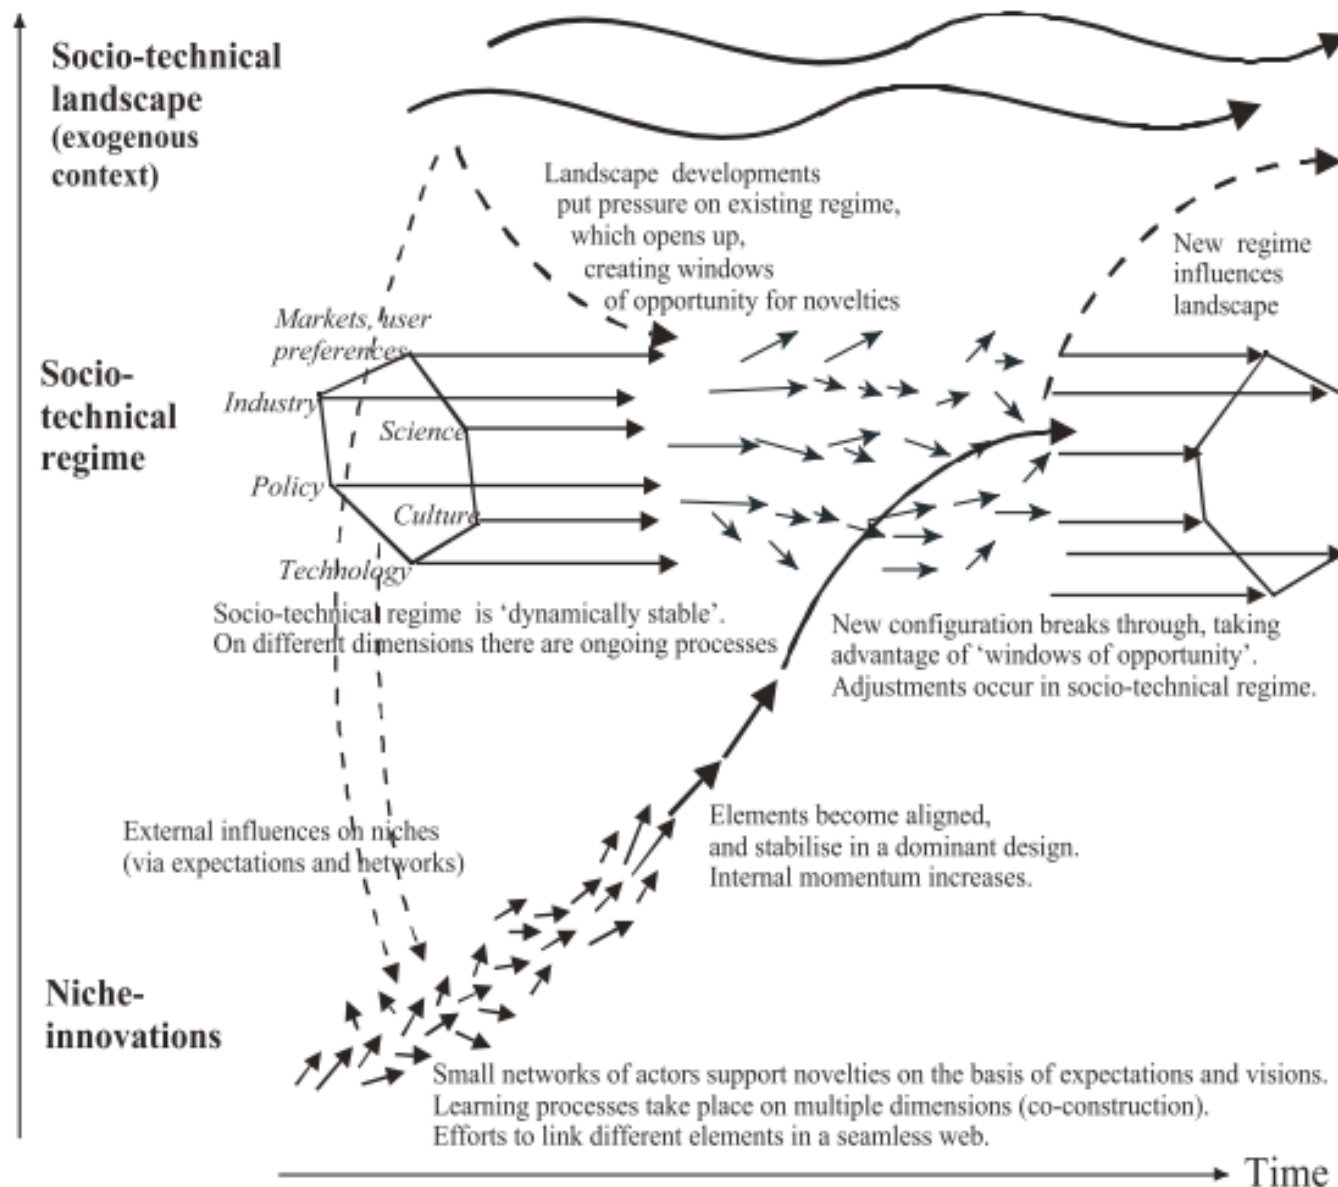 Socio-technical
landscape
(exogenous
context)
Landscape developments
put pressure on existing regime,
which opens up,
creating windows
of opportunity for novelties
New regime
influences
landscape
Markets, user
preferences
Industry
Science
Policy
Culture
Technology
Socio-
technical
regime
Socio-technical regime is ‘dynamically stable’.
On different dimensions there are ongoing processes
New configuration breaks through, taking
advantage of ‘windows of opportunity’.
Adjustments occur in socio-technical regime.
Elements become aligned,
and stabilise in a dominant design.
Internal momentum increases.
External influences on niches
(via expectations and networks)
Niche-
innovations
Small networks of actors support novelties on the basis of expectations and visions.
Learning processes take place on multiple dimensions (co-construction).
Efforts to link different elements in a seamless web.
Time